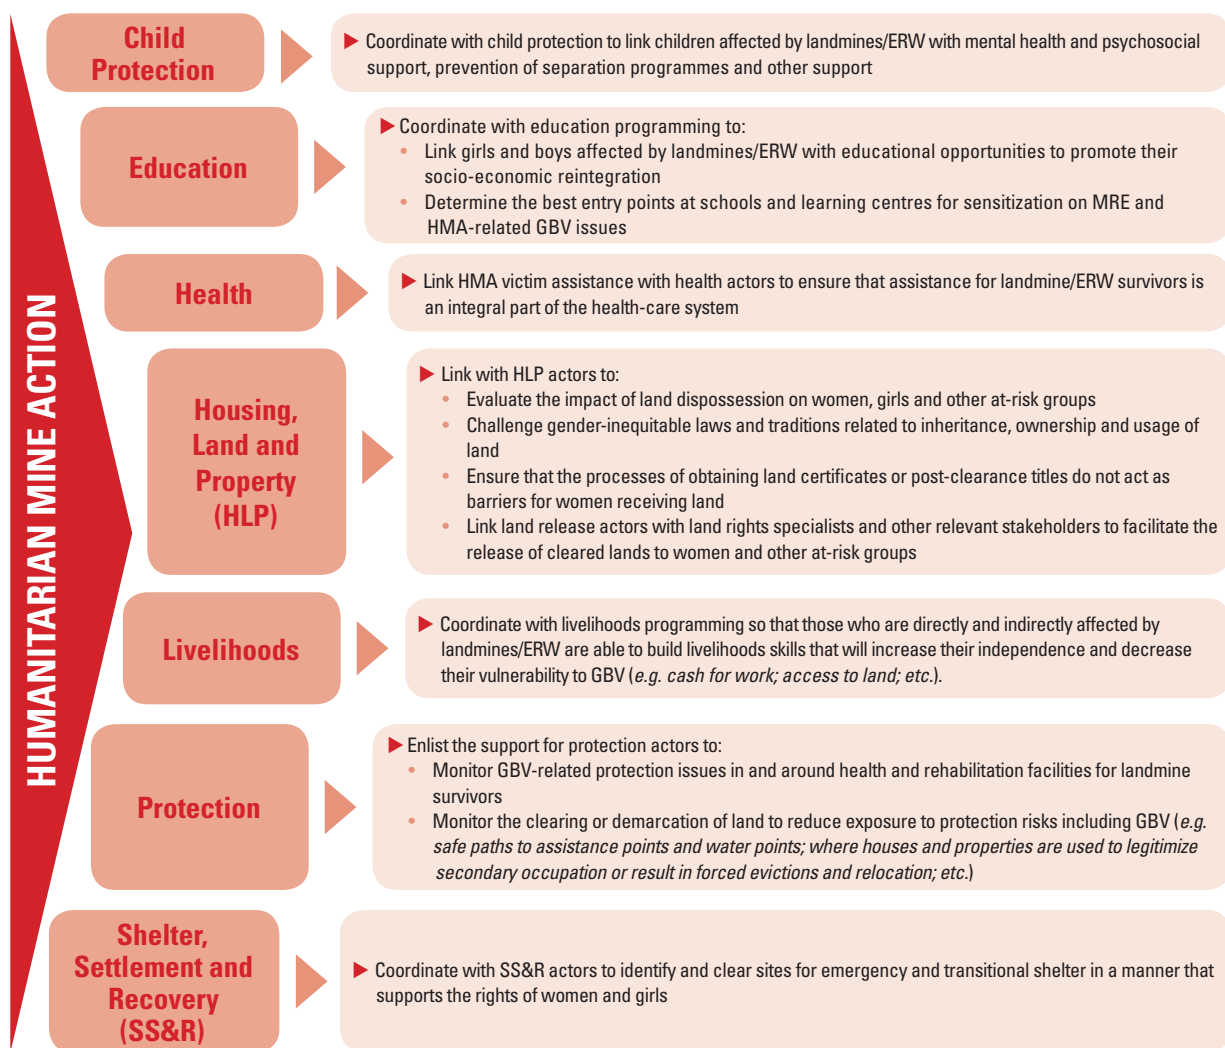 HUMANITARIAN MINE ACTION
Child
Protection
▶ Coordinate with child protection to link children affected by landmines/ERW with mental health and psychosocial
support, prevention of separation programmes and other support
Education
▶ Coordinate with education programming to:
• Link girls and boys affected by landmines/ERW with educational opportunities to promote their
socio-economic reintegration
• Determine the best entry points at schools and learning centres for sensitization on MRE and
HMA-related GBV issues
Health
▶ Link HMA victim assistance with health actors to ensure that assistance for landmine/ERW survivors is
an integral part of the health-care system
Housing,
Land and
Property
(HLP)
▶ Link with HLP actors to:
• Evaluate the impact of land dispossession on women, girls and other at-risk groups
• Challenge gender-inequitable laws and traditions related to inheritance, ownership and usage of
land
• Ensure that the processes of obtaining land certificates or post-clearance titles do not act as
barriers for women receiving land
• Link land release actors with land rights specialists and other relevant stakeholders to facilitate the
release of cleared lands to women and other at-risk groups
Livelihoods
▶ Coordinate with livelihoods programming so that those who are directly and indirectly affected by
landmines/ERW are able to build livelihoods skills that will increase their independence and decrease
their vulnerability to GBV (e.g. cash for work; access to land; etc.).
Protection
▶ Enlist the support for protection actors to:
• Monitor GBV-related protection issues in and around health and rehabilitation facilities for landmine
survivors
• Monitor the clearing or demarcation of land to reduce exposure to protection risks including GBV (e.g.
safe paths to assistance points and water points; where houses and properties are used to legitimize
secondary occupation or result in forced evictions and relocation; etc.)
Shelter,
Settlement and
Recovery
(SS&R)
▶ Coordinate with SS&R actors to identify and clear sites for emergency and transitional shelter in a manner that
supports the rights of women and girls